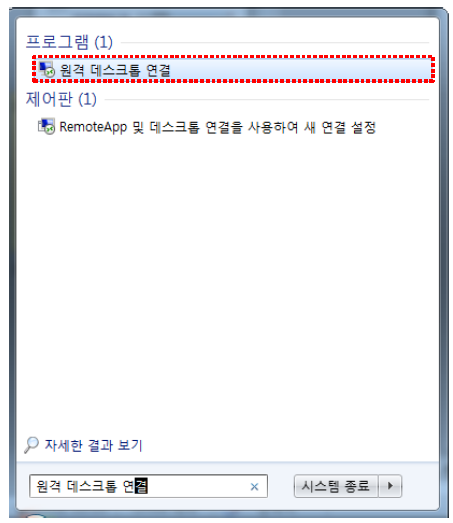 프로그램 (1)
원격 데스크톱 연결
제어판 (1)
RemoteApp 및 데스크톱 연결을 사용하여 새 연결 설정
자세한 결과 보기
원격 데스크톱 연결
시스템 종료